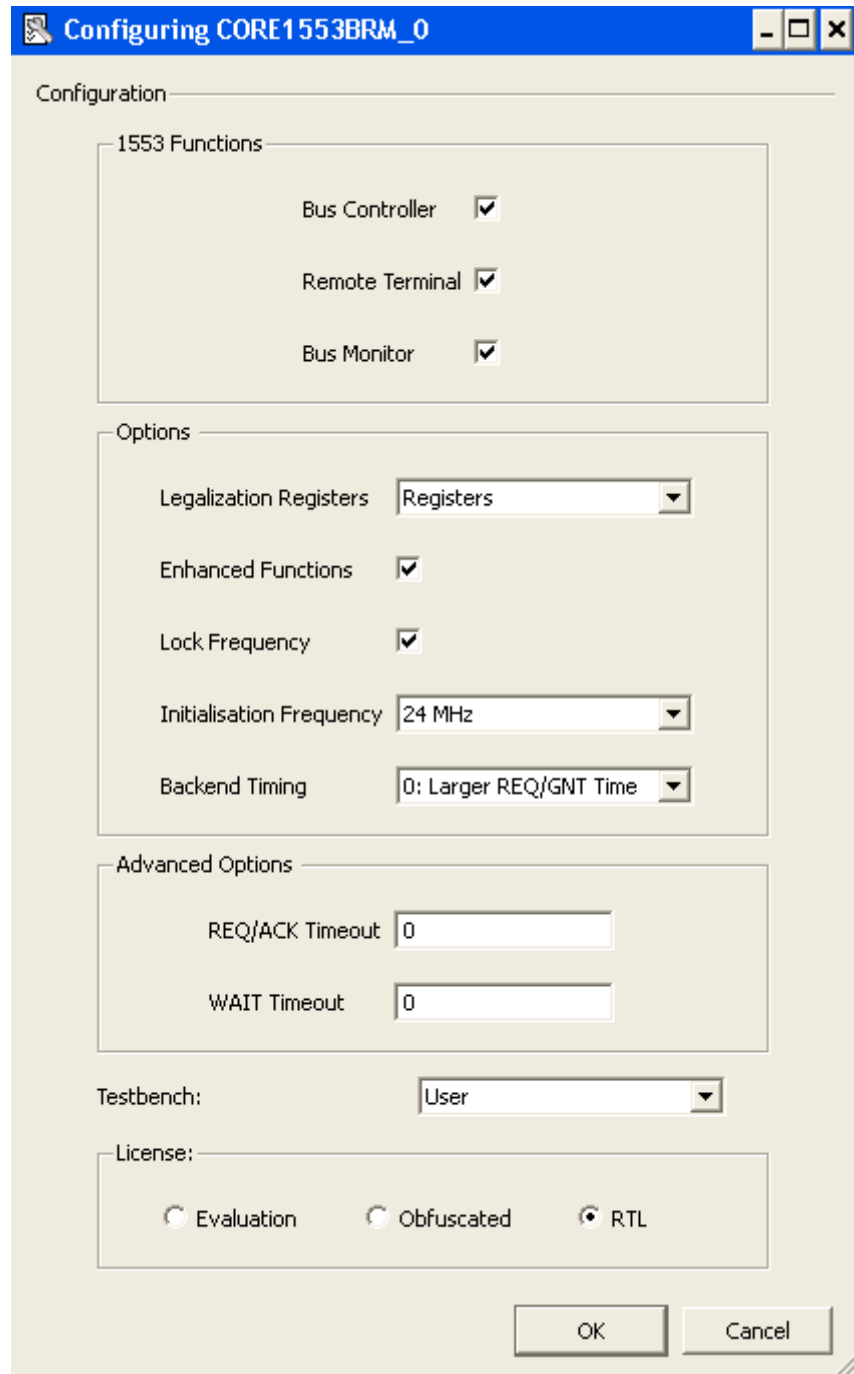 Configuring CORE1553BRM_0
Configuration
1553 Functions
Bus Controller
Remote Terminal
Bus Monitor
Options
Legalization Registers Registers
Enhanced Functions
Lock Frequency
Initialisation Frequency 24 MHz
Backend Timing 0: Larger REQ/GNT Time
Advanced Options
REQ/ACK Timeout 0
WAIT Timeout 0
Testbench: User
License:
Evaluation Obfuscated RTL
OK Cancel